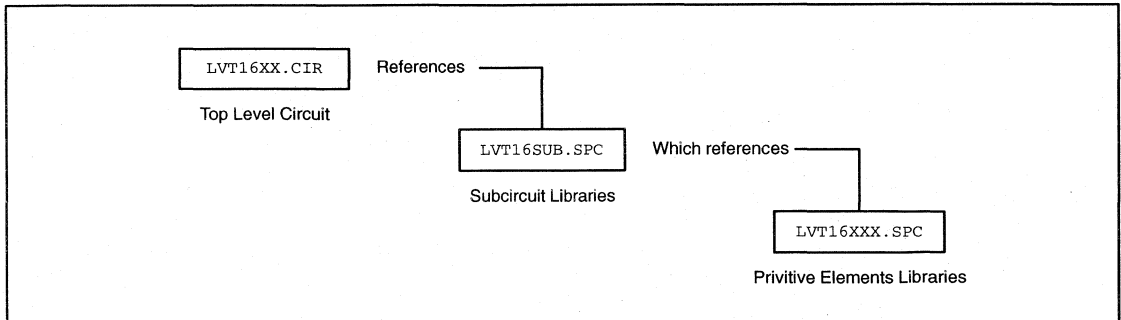 LVT16XX.CIR References
Top Level Circuit
LVT16SUB.SPC Which references
Subcircuit Libraries
LVT16XXX.SPC
Privitive Elements Libraries